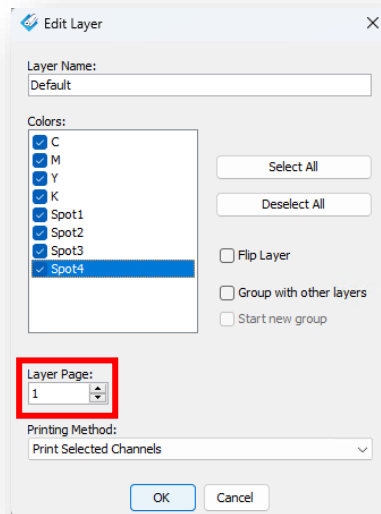 Edit Layer
Layer Name:
Default
Colors:
C
M
Y
K
Spot1
Spot2
Spot3
Spot4
Select All
Deselect All
Flip Layer
Group with other layers
Start new group
Layer Page:
1
Printing Method:
Print Selected Channels
OK
Cancel